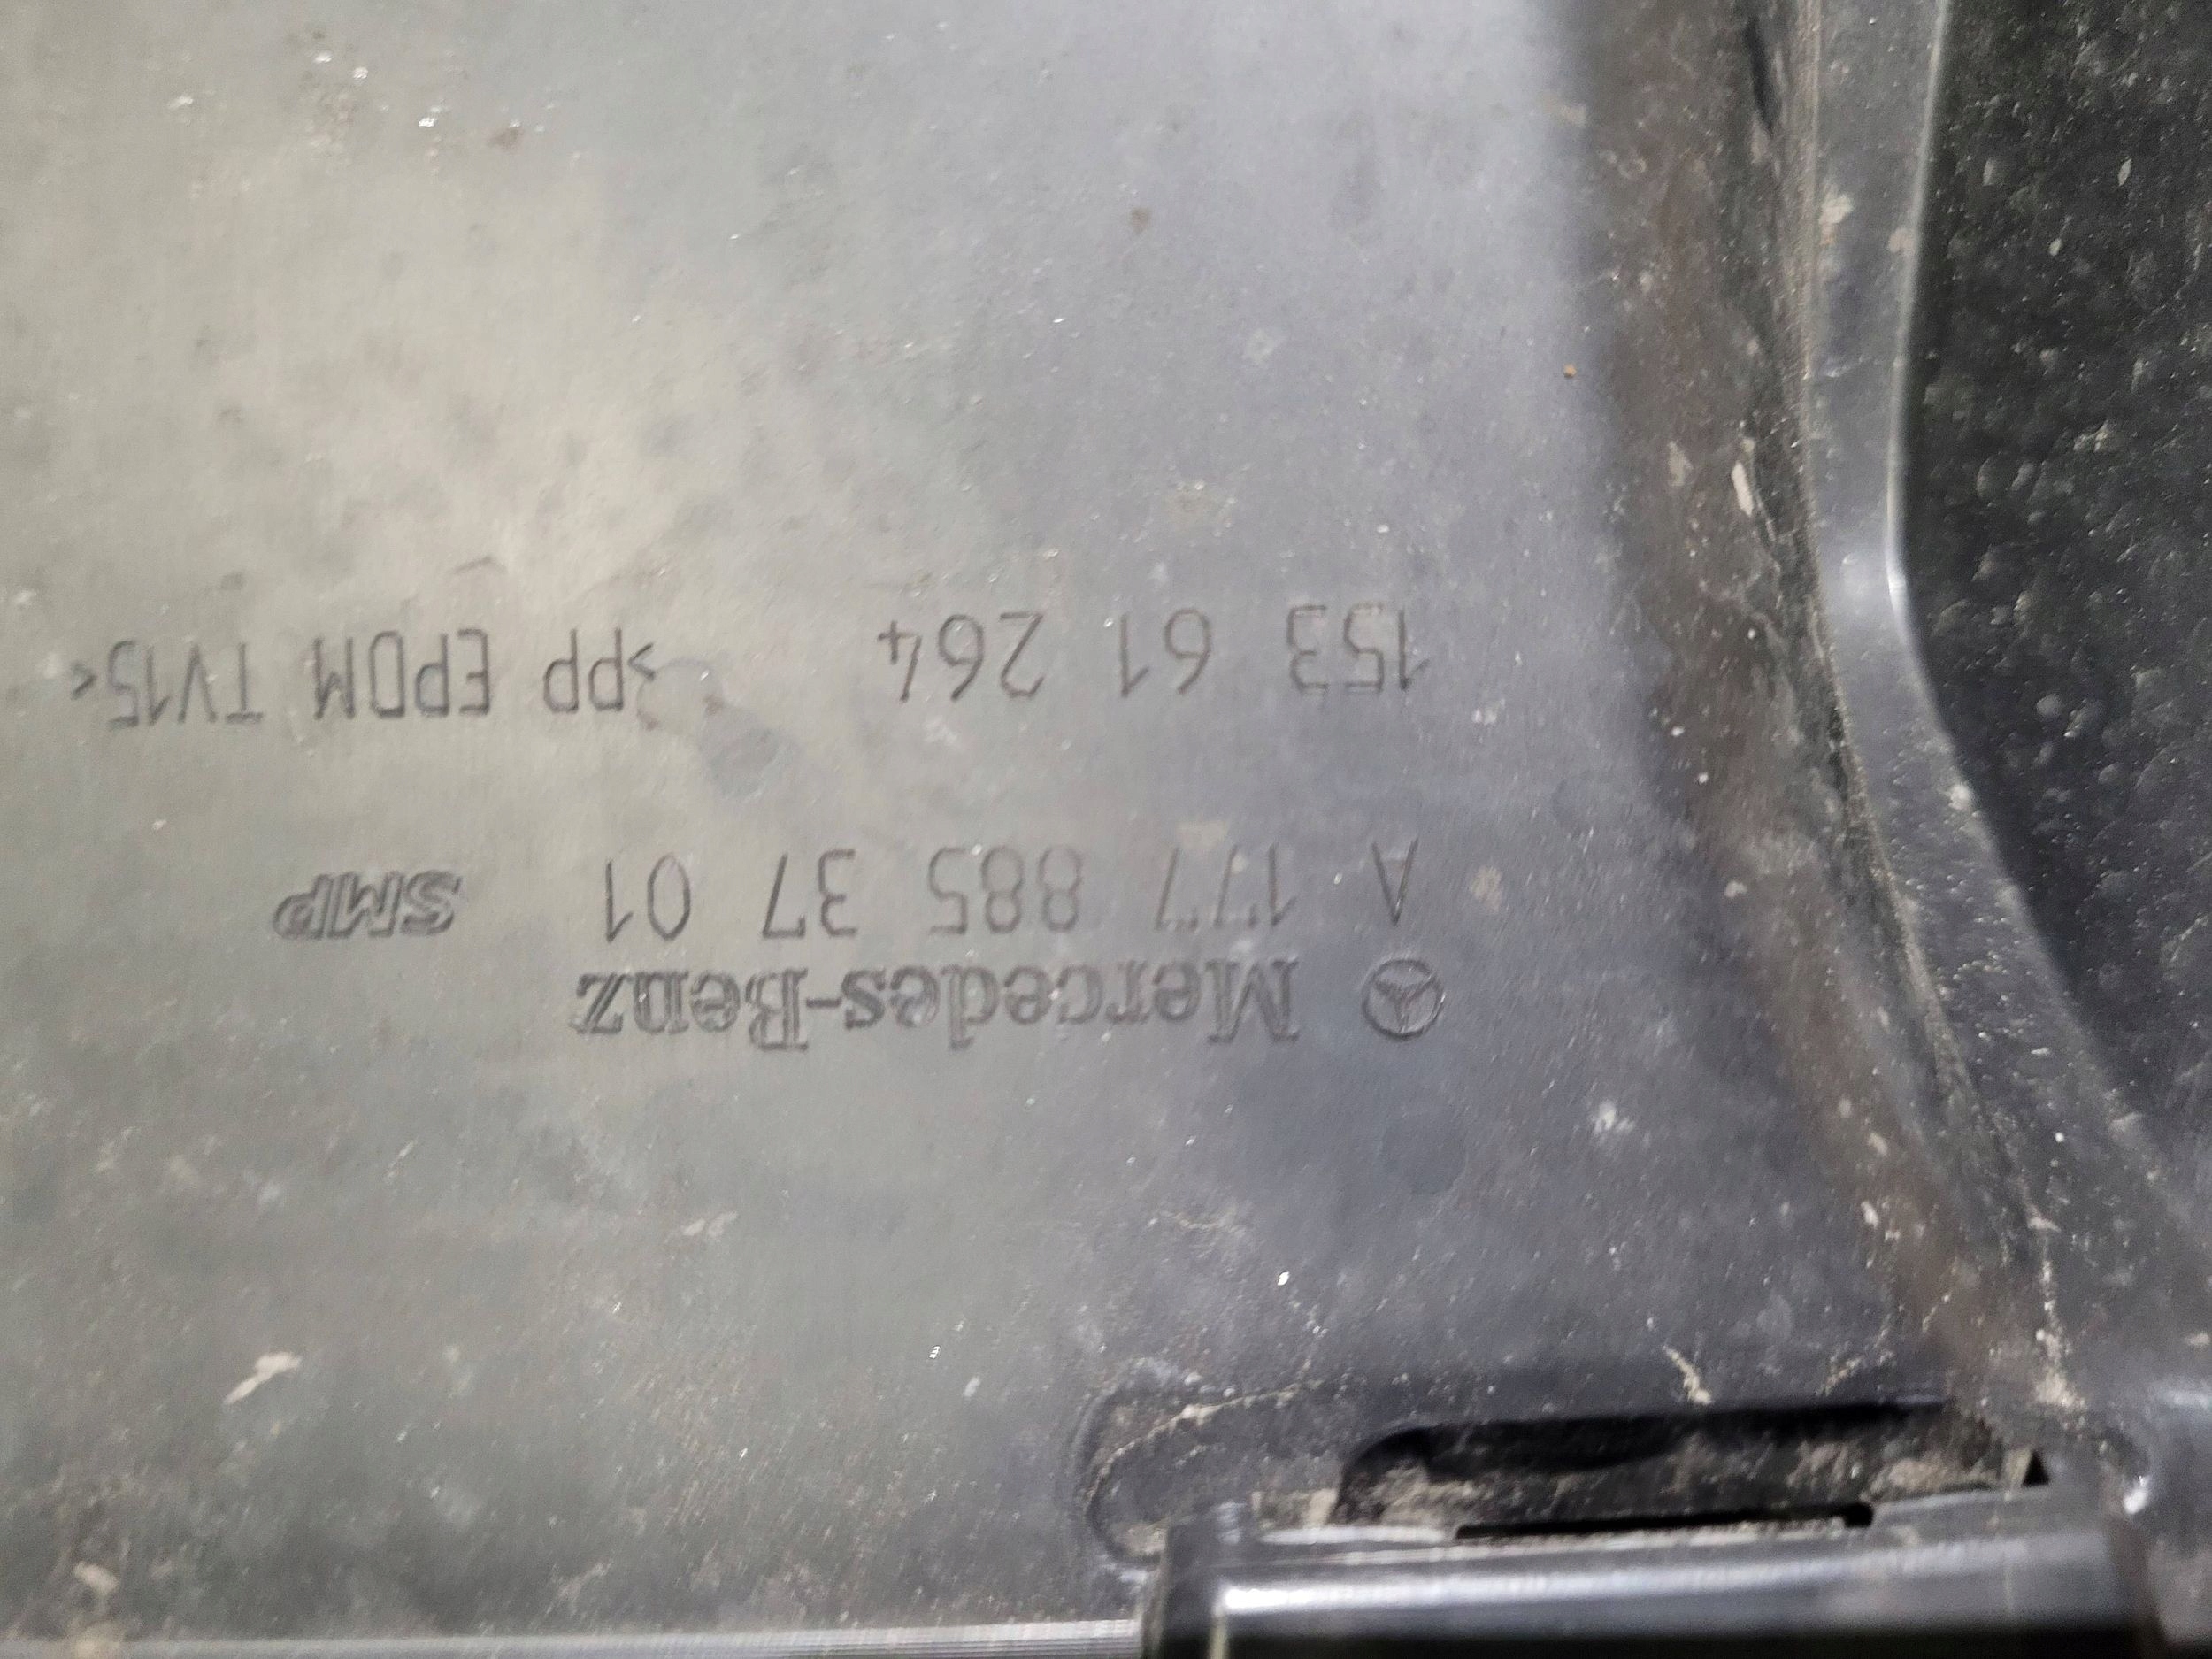 Mercedes-Benz
A 177 885 37 01 SMP
153 61 264 >PP EPDM TV15<